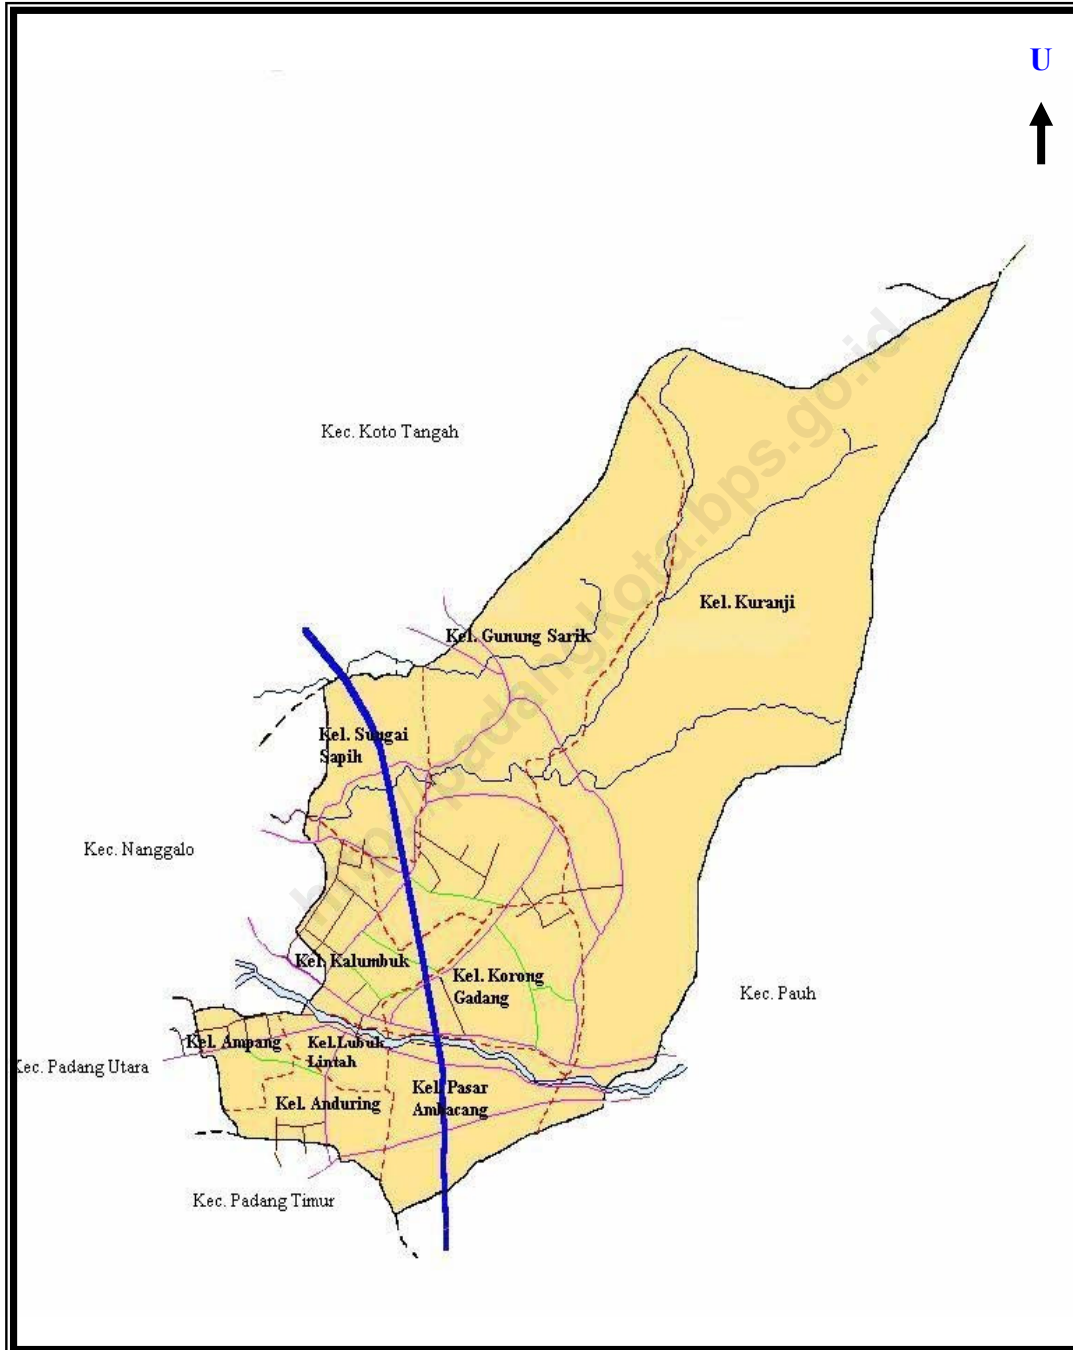 U
Kec. Koto Tangah
Kel. Kuranji
Kel. Gunung Sarik
Kel. Sungai
Sapih
Kec. Nanggalo
Kel. Kalumbuk
Kel. Korong
Gadang
Kec. Pauh
Kel. Ampang
Kel.Lubuk
Lintah
Kec. Padang Utara
Kel. Pasar
Ambacang
Kel. Anduring
Kec. Padang Timur
http://padangkota.bps.go.id